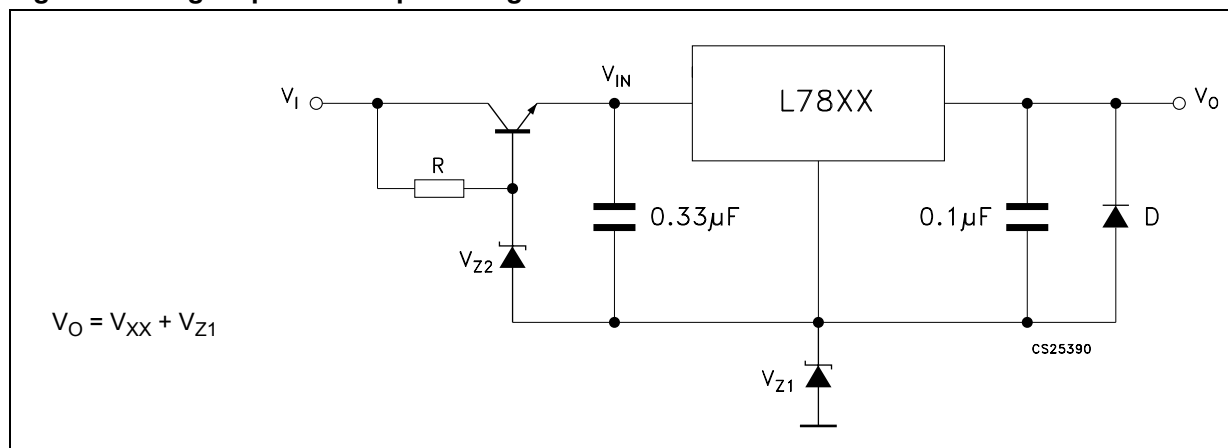 V_I
V_IN
L78XX
V_O
R
0.33µF
0.1µF
D
V_Z2
V_O = V_XX + V_Z1
CS25390
V_Z1